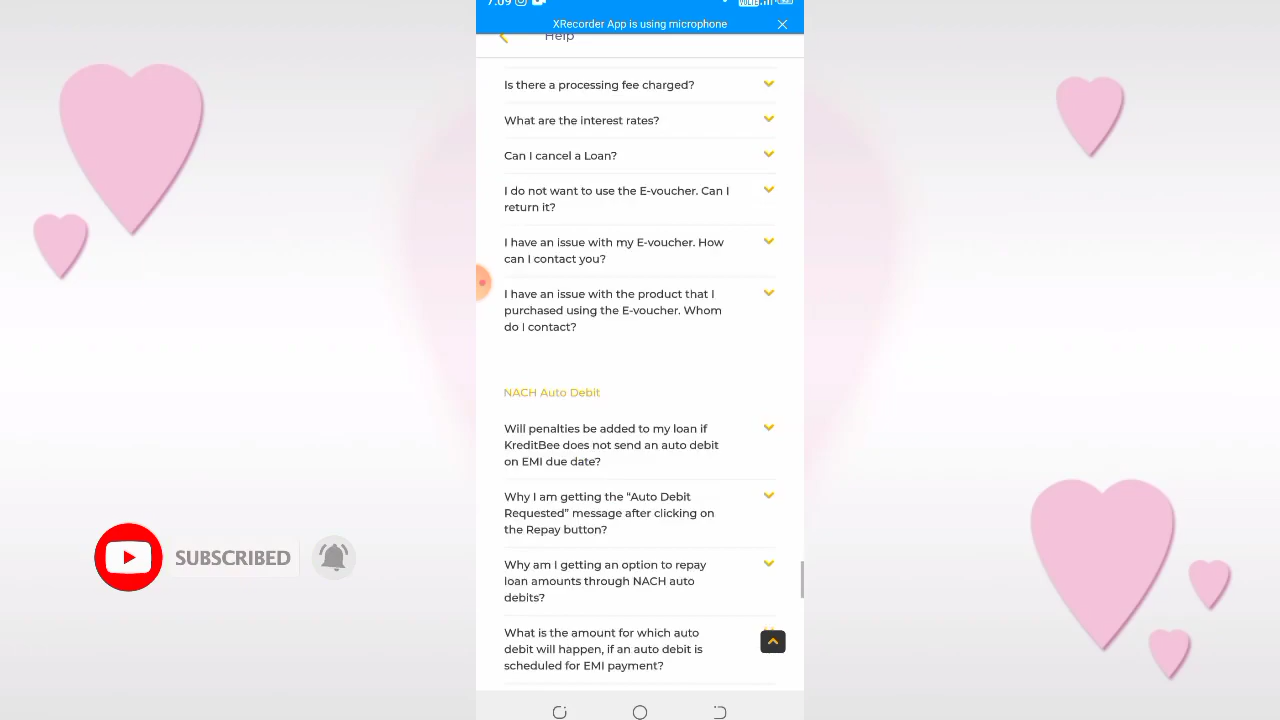 7:09
XRecorder App is using microphone
Help
Is there a processing fee charged?
What are the interest rates?
Can I cancel a Loan?
I do not want to use the E-voucher. Can I
return it?
I have an issue with my E-voucher. How
can I contact you?
I have an issue with the product that I
purchased using the E-voucher. Whom
do I contact?
NACH Auto Debit
Will penalties be added to my loan if
KreditBee does not send an auto debit
on EMI due date?
Why I am getting the “Auto Debit
Requested” message after clicking on
the Repay button?
Why am I getting an option to repay
loan amounts through NACH auto
debits?
What is the amount for which auto
debit will happen, if an auto debit is
scheduled for EMI payment?
SUBSCRIBED